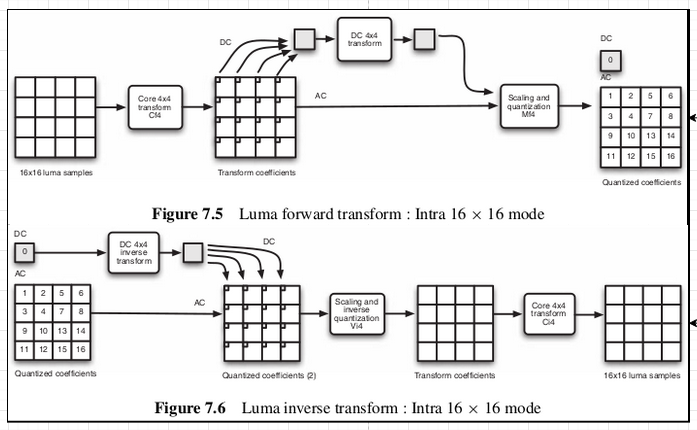 DC
DC 4x4
transform
DC
0
AC
Core 4x4
transform
Cf4
AC
Scaling and
quantization
Mf4
1 2 5 6
3 4 7 8
9 10 13 14
11 12 15 16
16x16 luma samples
Transform coefficients
Quantized coefficients
Figure 7.5 Luma forward transform : Intra 16 × 16 mode
DC
0
DC 4x4
inverse
transform
DC
AC
1 2 5 6
3 4 7 8
9 10 13 14
11 12 15 16
AC
Scaling and
inverse
quantization
Vi4
Core 4x4
transform
Ci4
Quantized coefficients
Quantized coefficients (2)
Transform coefficients
16x16 luma samples
Figure 7.6 Luma inverse transform : Intra 16 × 16 mode